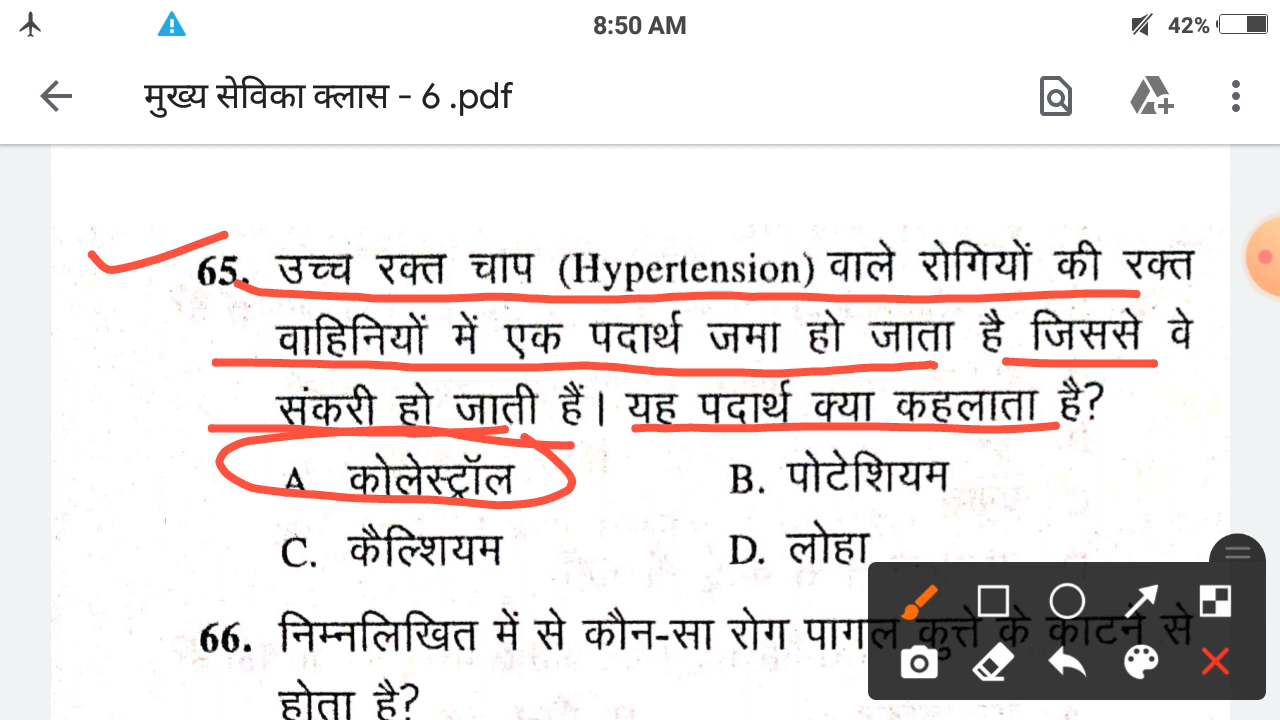 8:50 AM
42%
मुख्य सेविका क्लास - 6 .pdf
65. उच्च रक्त चाप (Hypertension) वाले रोगियों की रक्त
वाहिनियों में एक पदार्थ जमा हो जाता है जिससे वे
संकरी हो जाती हैं। यह पदार्थ क्या कहलाता है?
A कोलेस्ट्रॉल B. पोटेशियम
C. कैल्शियम D. लोहा
66. निम्नलिखित में से कौन-सा रोग पागल कुत्ते के काटने से
होता है?